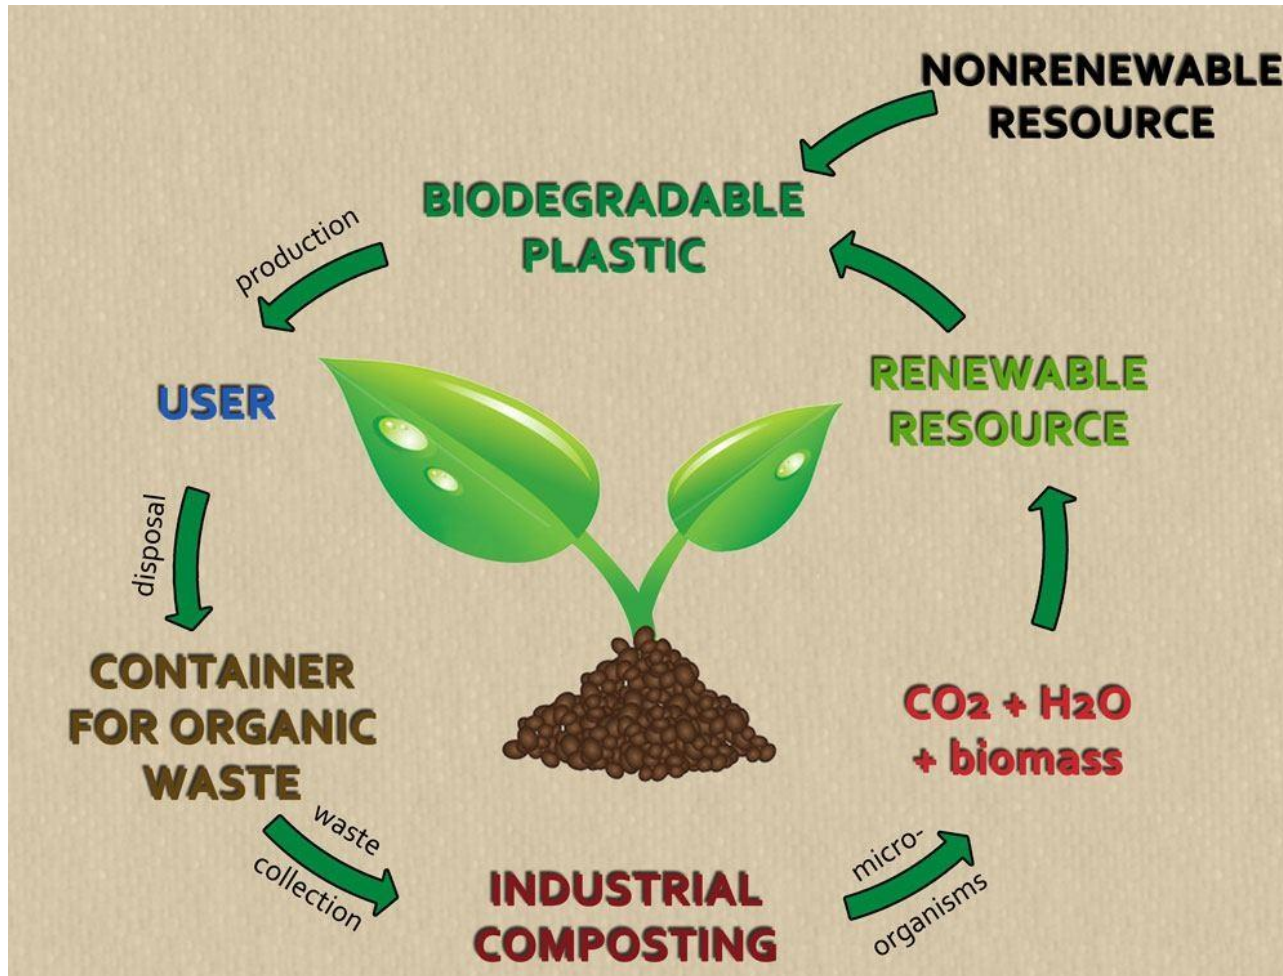 NONRENEWABLE
RESOURCE
BIODEGRADABLE
PLASTIC
production
USER
RENEWABLE
RESOURCE
disposal
CONTAINER
FOR ORGANIC
WASTE
CO2 + H2O
+ biomass
waste
collection
INDUSTRIAL
COMPOSTING
micro-
organisms